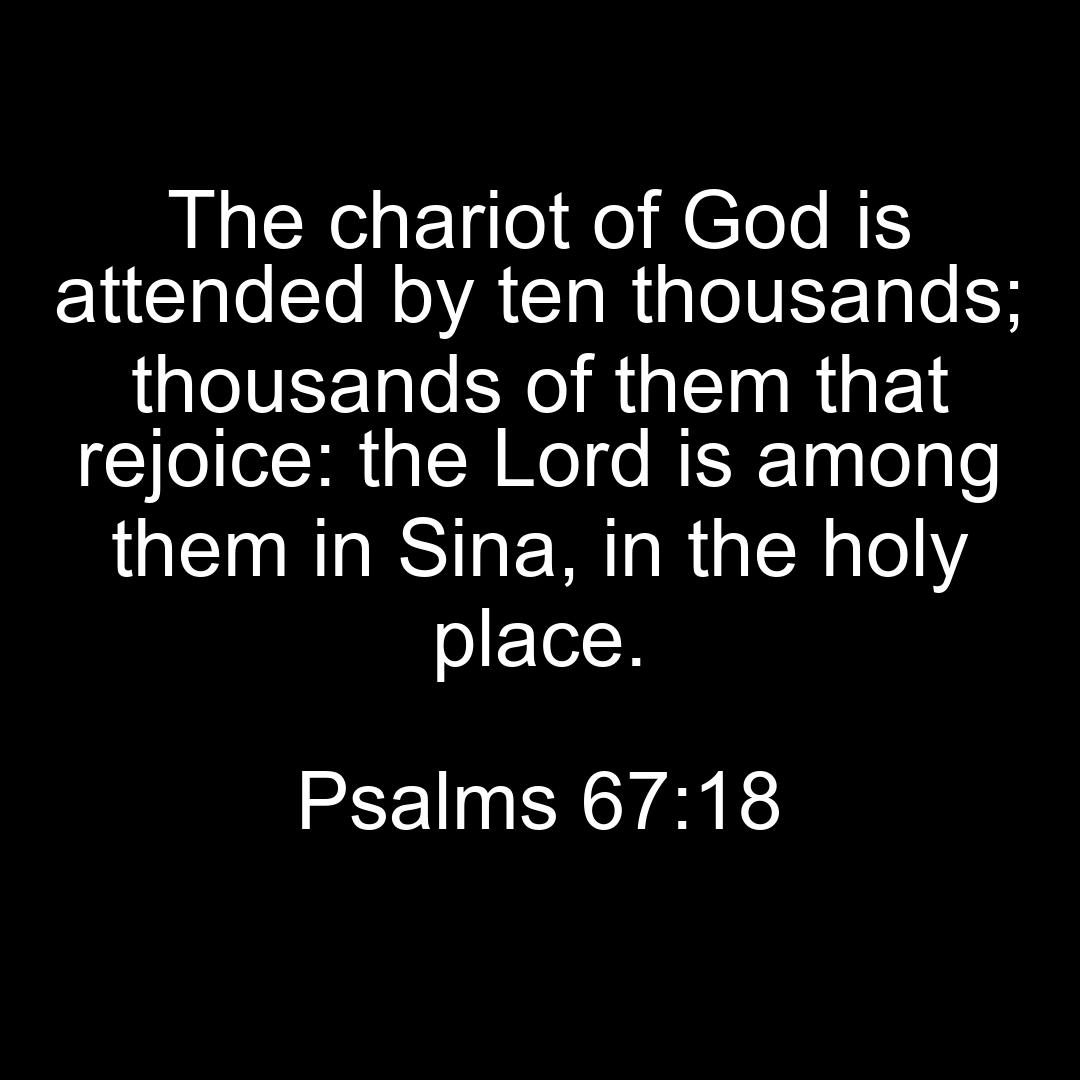 The chariot of God is
attended by ten thousands;
thousands of them that
rejoice: the Lord is among
them in Sina, in the holy
place.
Psalms 67:18